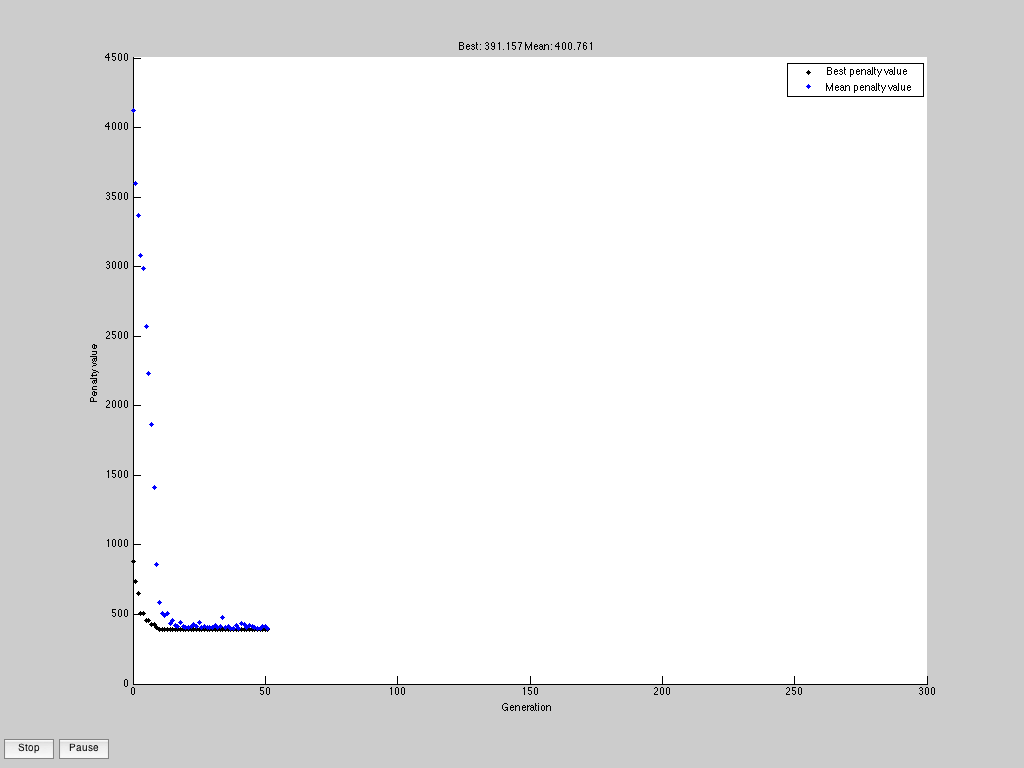 Best: 391.157 Mean: 400.761
4500
Best penalty value
Mean penalty value
4000
3500
3000
2500
2000
1500
1000
500
0
Penalty value
0 50 100 150 200 250 300
Generation
Stop Pause